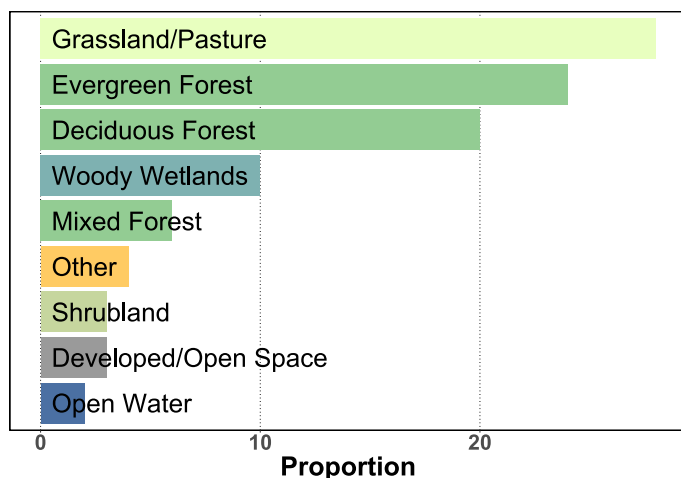 Grassland/Pasture
Evergreen Forest
Deciduous Forest
Woody Wetlands
Mixed Forest
Other
Shrubland
Developed/Open Space
Open Water
0 10 20
Proportion